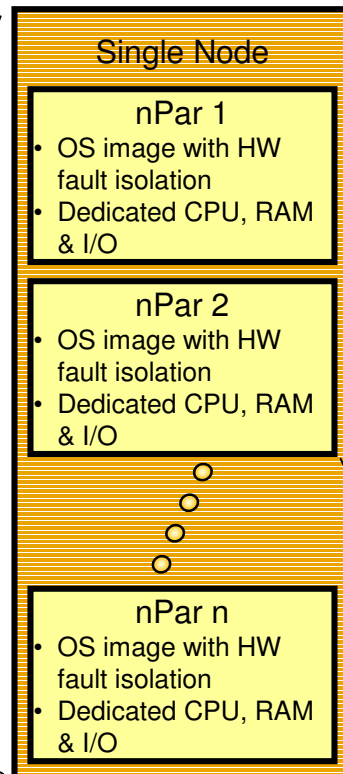 Single Node
nPar 1
• OS image with HW
fault isolation
• Dedicated CPU, RAM
& I/O
nPar 2
• OS image with HW
fault isolation
• Dedicated CPU, RAM
& I/O
nPar n
• OS image with HW
fault isolation
• Dedicated CPU, RAM
& I/O